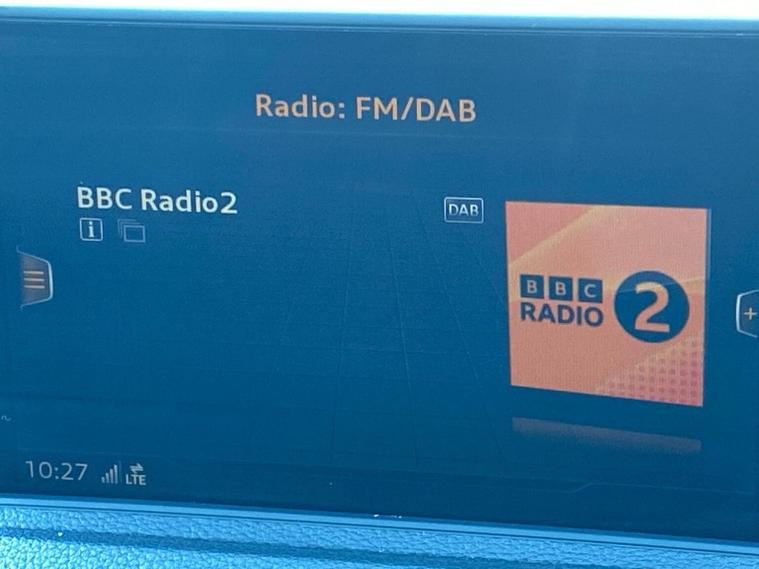 Radio: FM/DAB
BBC Radio2
DAB
i
BBC
RADIO 2
10:27 LTE